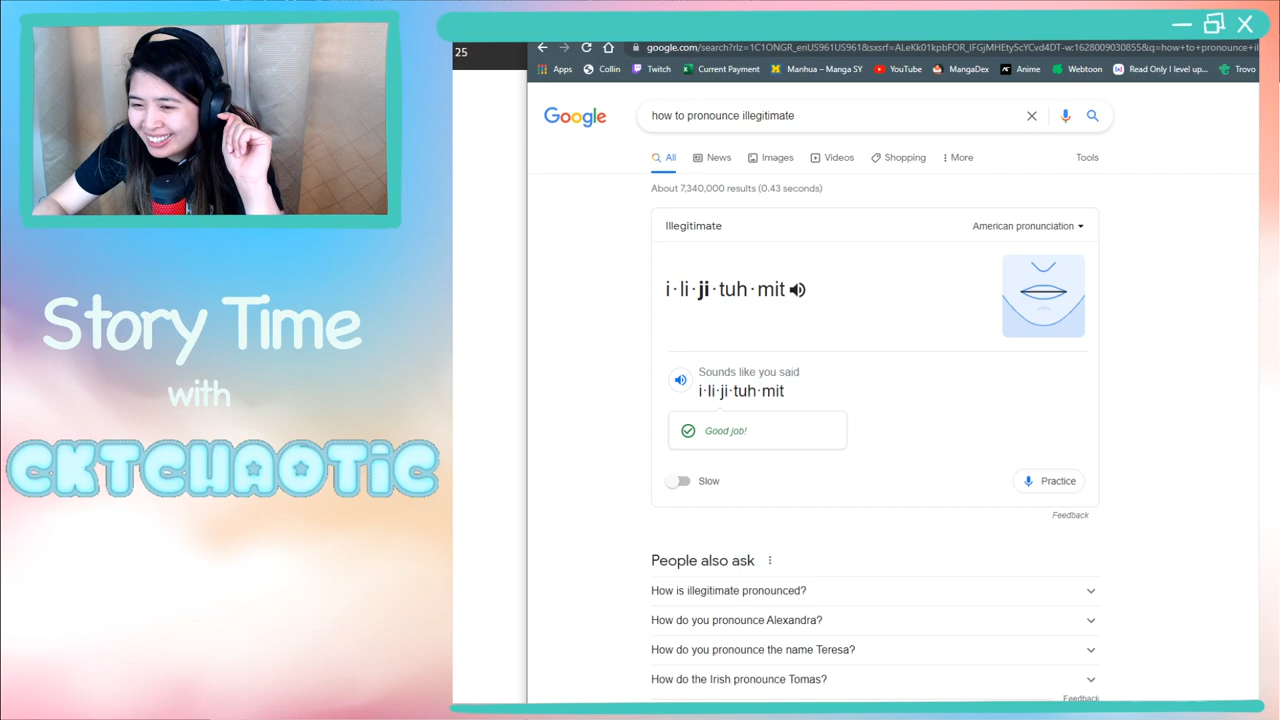 Story Time
with
CKTCHAOTIC
25
google.com/search?rlz=1C1ONGR_enUS961US961&sxsrf=ALeKk01kpbFOR_IFGjMHEty5cYCvd4DT-w:1628009030855&q=how+to+pronounce+il
Apps Collin Twitch Current Payment Manhua – Manga SY YouTube MangaDex Anime Webtoon Read Only I level up... Trovo
Google how to pronounce illegitimate
All News Images Videos Shopping More Tools
About 7,340,000 results (0.43 seconds)
Illegitimate American pronunciation
i·li·ji·tuh·mit
Sounds like you said
i·li·ji·tuh·mit
Good job!
Slow Practice
Feedback
People also ask
How is illegitimate pronounced?
How do you pronounce Alexandra?
How do you pronounce the name Teresa?
How do the Irish pronounce Tomas?
Feedback